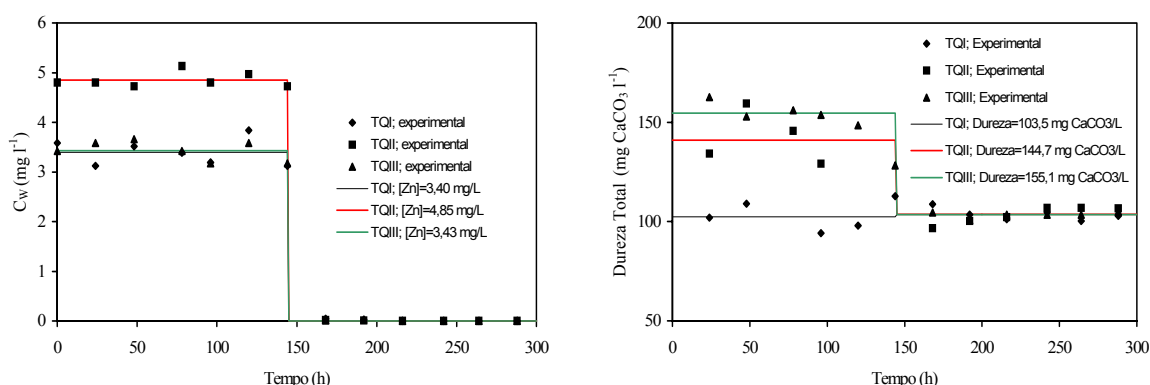 6
5
4
3
2
1
0
C_W (mg l⁻¹)
0 50 100 150 200 250 300
Tempo (h)
TQI; experimental
TQII; experimental
TQIII; experimental
TQI; [Zn]=3,40 mg/L
TQII; [Zn]=4,85 mg/L
TQIII; [Zn]=3,43 mg/L
200
150
100
50
Dureza Total (mg CaCO₃ l⁻¹)
0 50 100 150 200 250 300
Tempo (h)
TQI; Experimental
TQII; Experimental
TQIII; Experimental
TQI; Dureza=103,5 mg CaCO3/L
TQII; Dureza=144,7 mg CaCO3/L
TQIII; Dureza=155,1 mg CaCO3/L